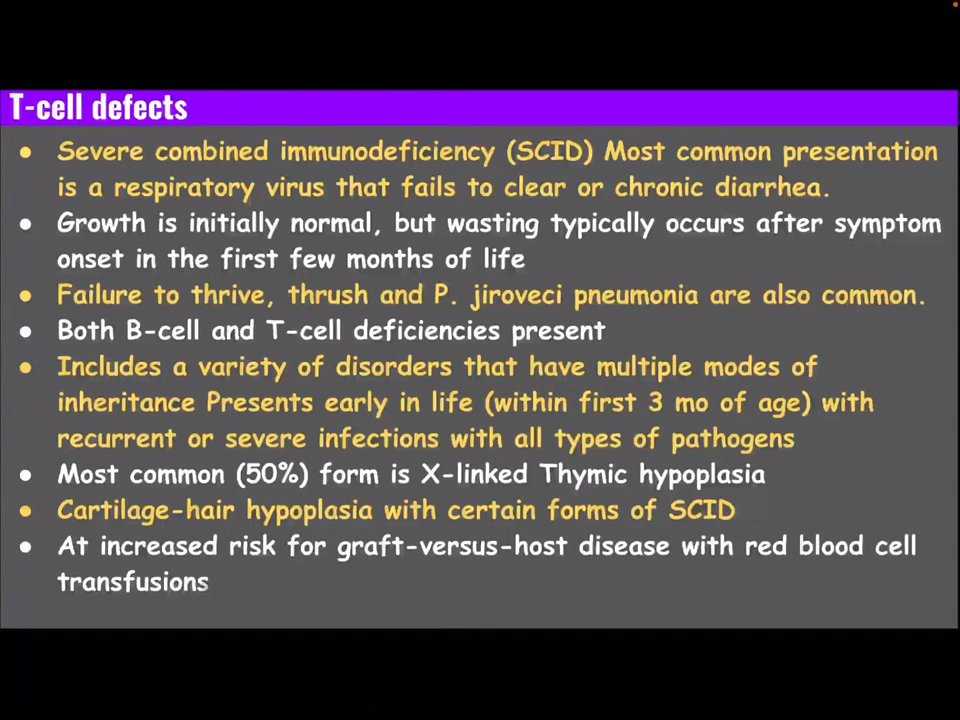 T-cell defects
● Severe combined immunodeficiency (SCID) Most common presentation
is a respiratory virus that fails to clear or chronic diarrhea.
● Growth is initially normal, but wasting typically occurs after symptom
onset in the first few months of life
● Failure to thrive, thrush and P. jiroveci pneumonia are also common.
● Both B-cell and T-cell deficiencies present
● Includes a variety of disorders that have multiple modes of
inheritance Presents early in life (within first 3 mo of age) with
recurrent or severe infections with all types of pathogens
● Most common (50%) form is X-linked Thymic hypoplasia
● Cartilage-hair hypoplasia with certain forms of SCID
● At increased risk for graft-versus-host disease with red blood cell
transfusions